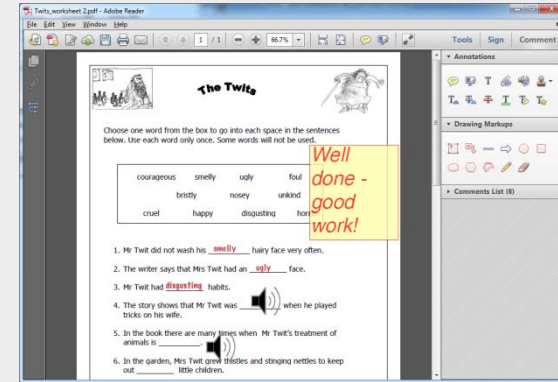 Twits_worksheet 2.pdf - Adobe Reader
File Edit View Window Help
1 / 1 66.7% Tools Sign Comment
Annotations
The Twits
Choose one word from the box to go into each space in the sentences
below. Use each word only once. Some words will not be used.
Well
done -
good
work!
courageous smelly ugly foul
bristly nosey unkind
cruel happy disgusting
Drawing Markups
Comments List (6)
1. Mr Twit did not wash his smelly hairy face very often.
2. The writer says that Mrs Twit had an ugly face.
3. Mr Twit had disgusting habits.
4. The story shows that Mr Twit was when he played
tricks on his wife.
5. In the book there are many times when Mr Twit's treatment of
animals is
6. In the garden, Mrs Twit grew thistles and stinging nettles to keep
out little children.